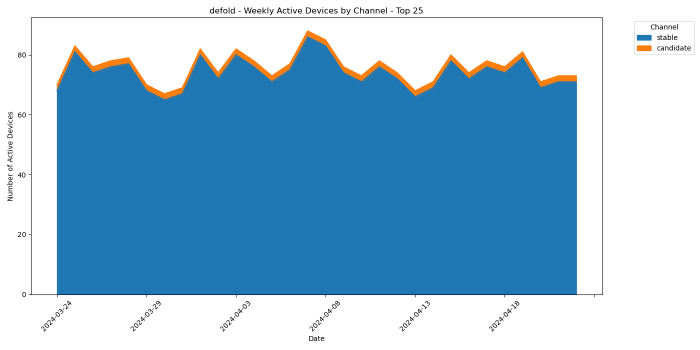 defold - Weekly Active Devices by Channel - Top 25
Channel
stable
candidate
Number of Active Devices
80
60
40
20
0
2024-03-24
2024-03-29
2024-04-03
2024-04-08
2024-04-13
2024-04-18
Date